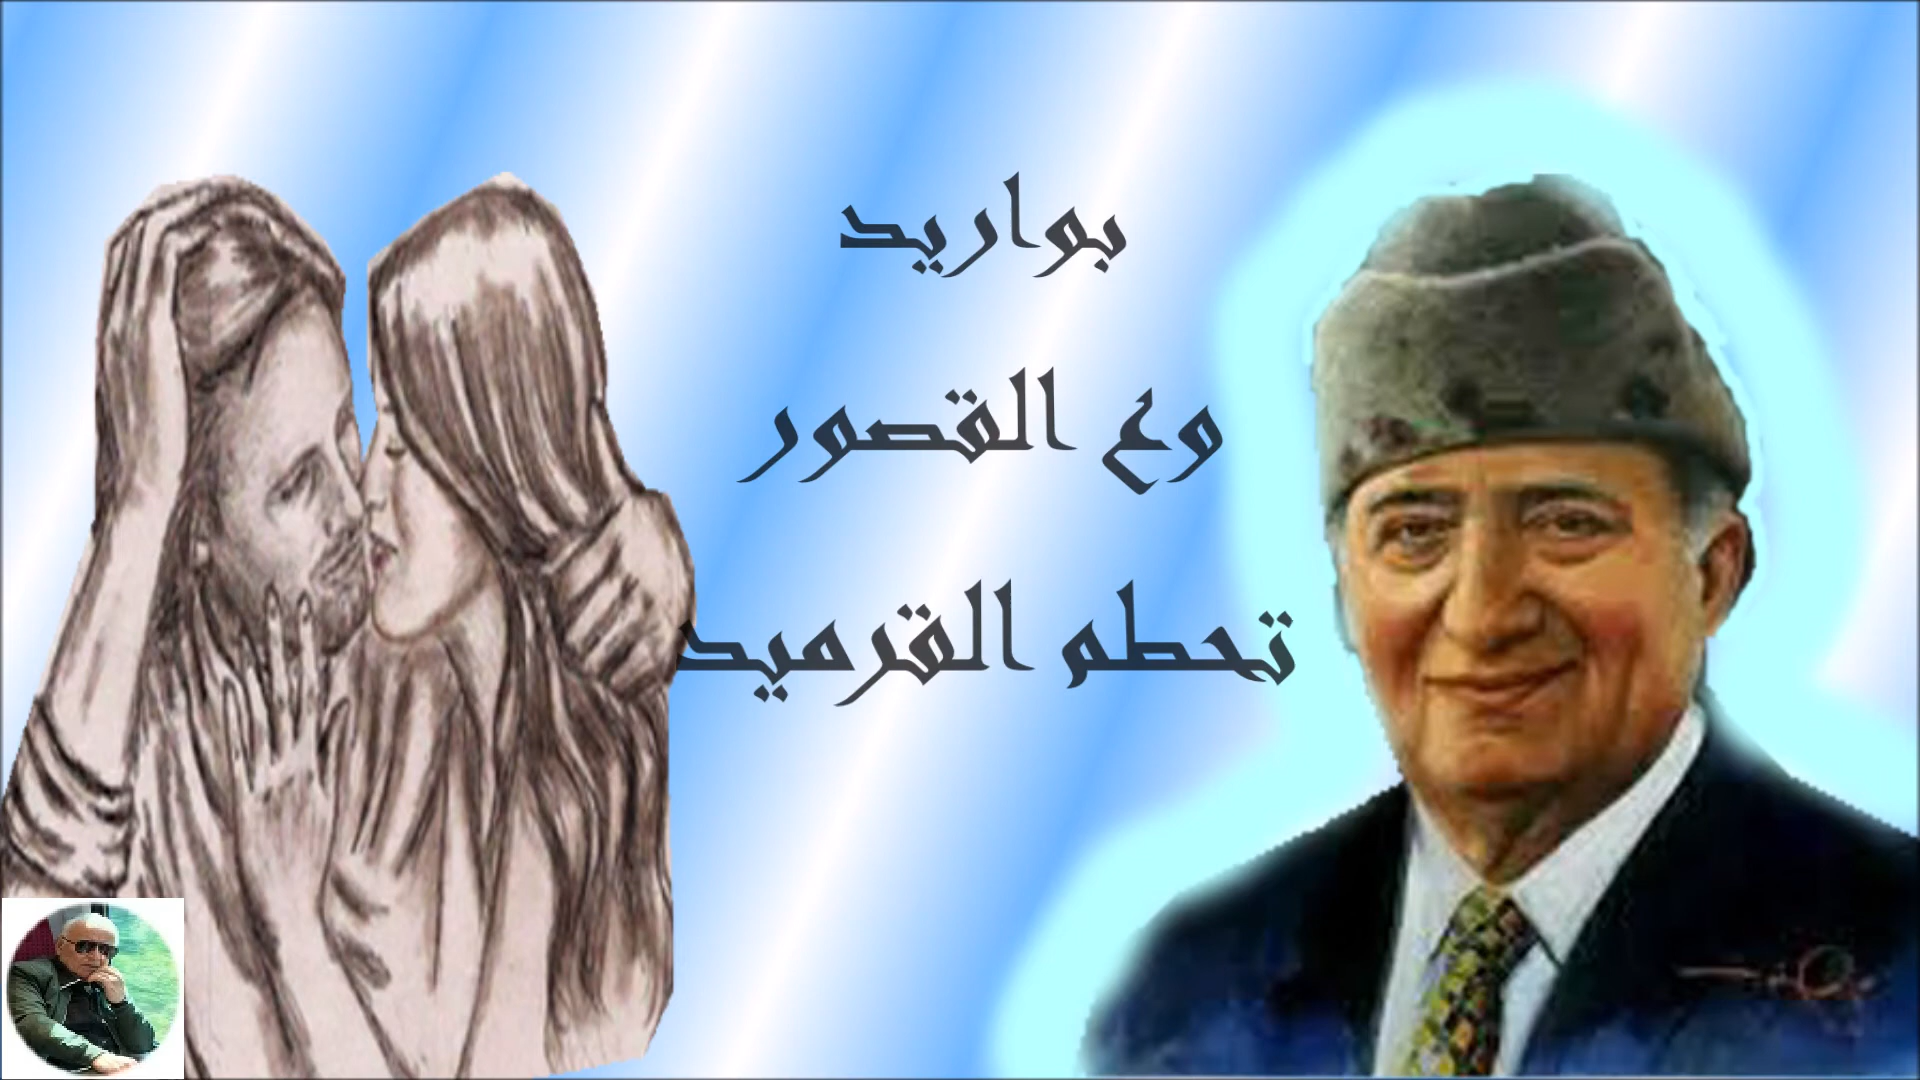 بواريد
وع القصور
تحطم القرميد